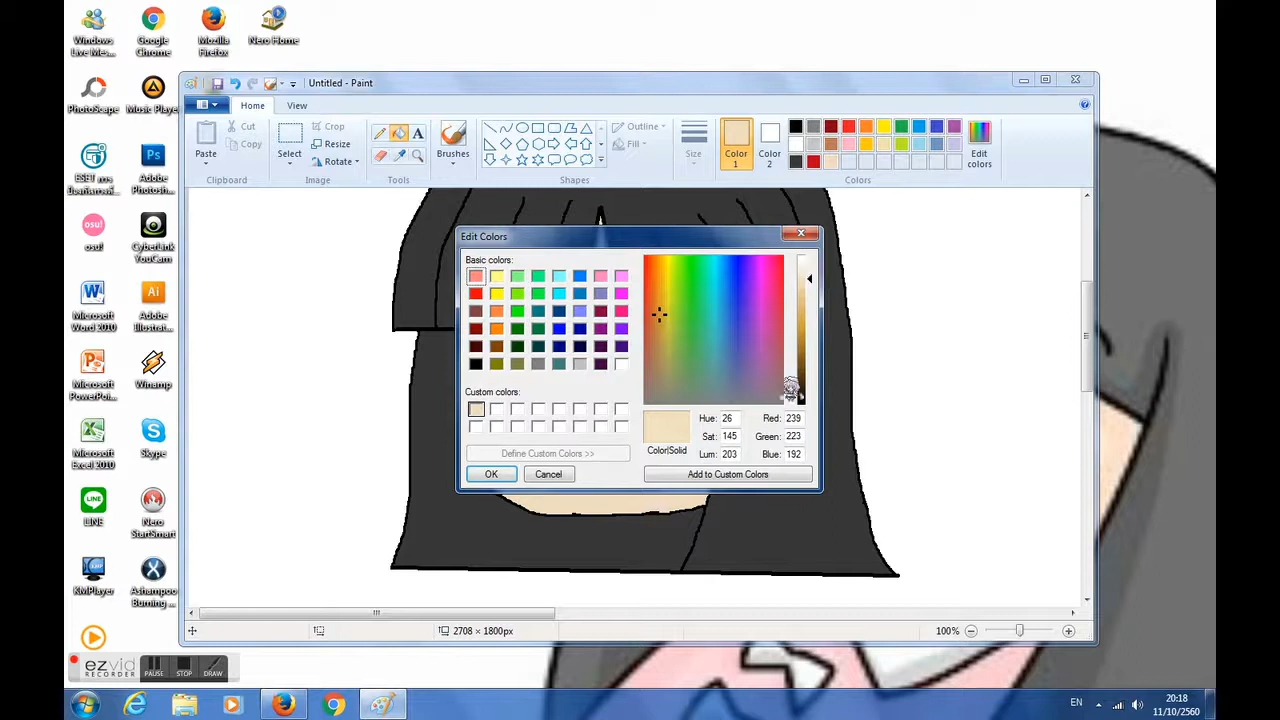 Windows
Live Mes...
Google
Chrome
Mozilla
Firefox
Nero Home
PhotoScape
Music Player
Adobe
Photosh...
osu!
CyberLink
YouCam
Microsoft
Word 2010
Adobe
Illustrat...
Microsoft
PowerPoi...
Winamp
Microsoft
Excel 2010
Skype
LINE
Nero
StartSmart
KMPlayer
Ashampoo
Burning ...
Untitled - Paint
Home
View
Paste
Cut
Copy
Clipboard
Select
Crop
Resize
Rotate
Image
A
Tools
Brushes
Outline
Fill
Shapes
Size
Color
1
Color
2
Edit
colors
Colors
Edit Colors
Basic colors:
Custom colors:
Define Custom Colors >>
OK
Cancel
Color|Solid
Hue: 26
Sat: 145
Lum: 203
Red: 239
Green: 223
Blue: 192
Add to Custom Colors
2708 × 1800px
100%
ezvid
RECORDER
PAUSE
STOP
DRAW
EN
20:18
11/10/2560